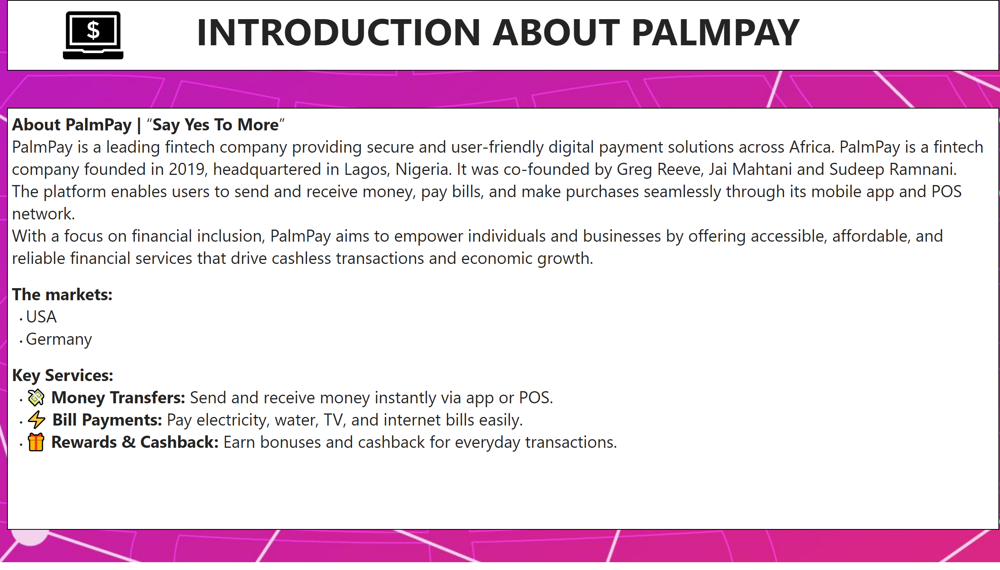 $
INTRODUCTION ABOUT PALMPAY
About PalmPay | “Say Yes To More”
PalmPay is a leading fintech company providing secure and user-friendly digital payment solutions across Africa. PalmPay is a fintech
company founded in 2019, headquartered in Lagos, Nigeria. It was co-founded by Greg Reeve, Jai Mahtani and Sudeep Ramnani.
The platform enables users to send and receive money, pay bills, and make purchases seamlessly through its mobile app and POS
network.
With a focus on financial inclusion, PalmPay aims to empower individuals and businesses by offering accessible, affordable, and
reliable financial services that drive cashless transactions and economic growth.
The markets:
• USA
• Germany
Key Services:
• 💸 Money Transfers: Send and receive money instantly via app or POS.
• ⚡ Bill Payments: Pay electricity, water, TV, and internet bills easily.
• 🎁 Rewards & Cashback: Earn bonuses and cashback for everyday transactions.